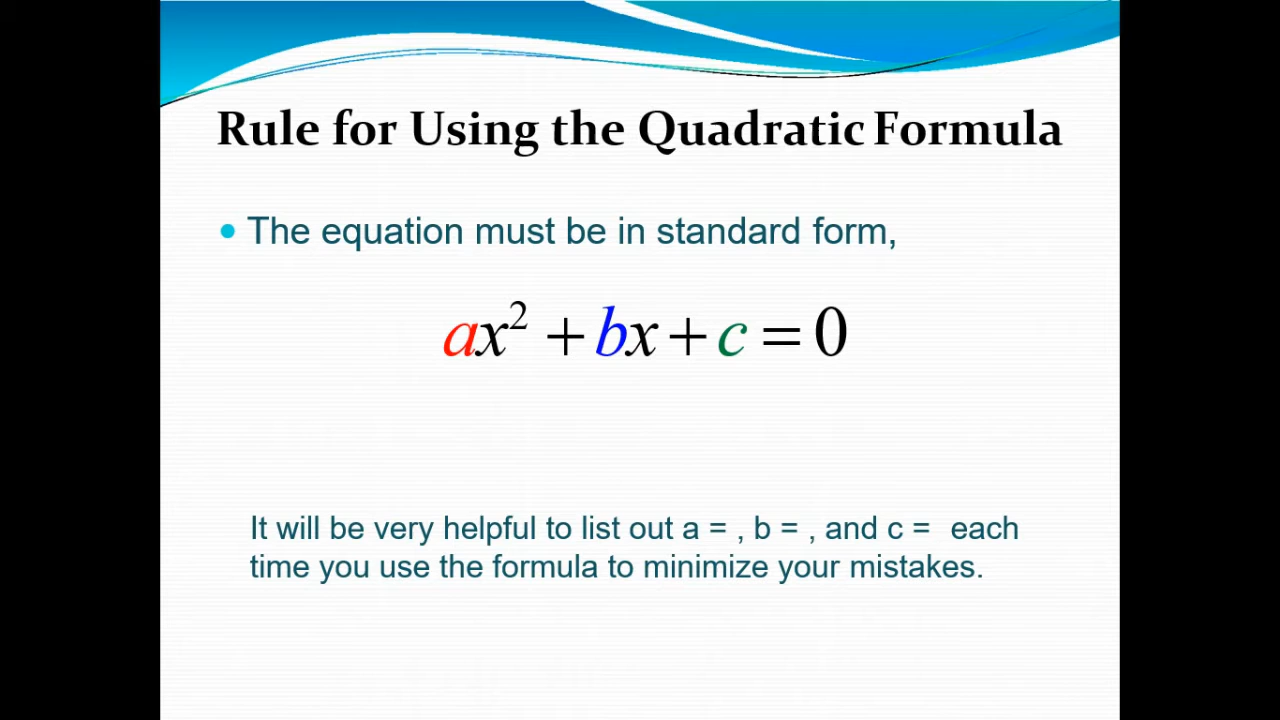 Rule for Using the Quadratic Formula
• The equation must be in standard form,
ax² + bx + c = 0
It will be very helpful to list out a = , b = , and c =  each
time you use the formula to minimize your mistakes.